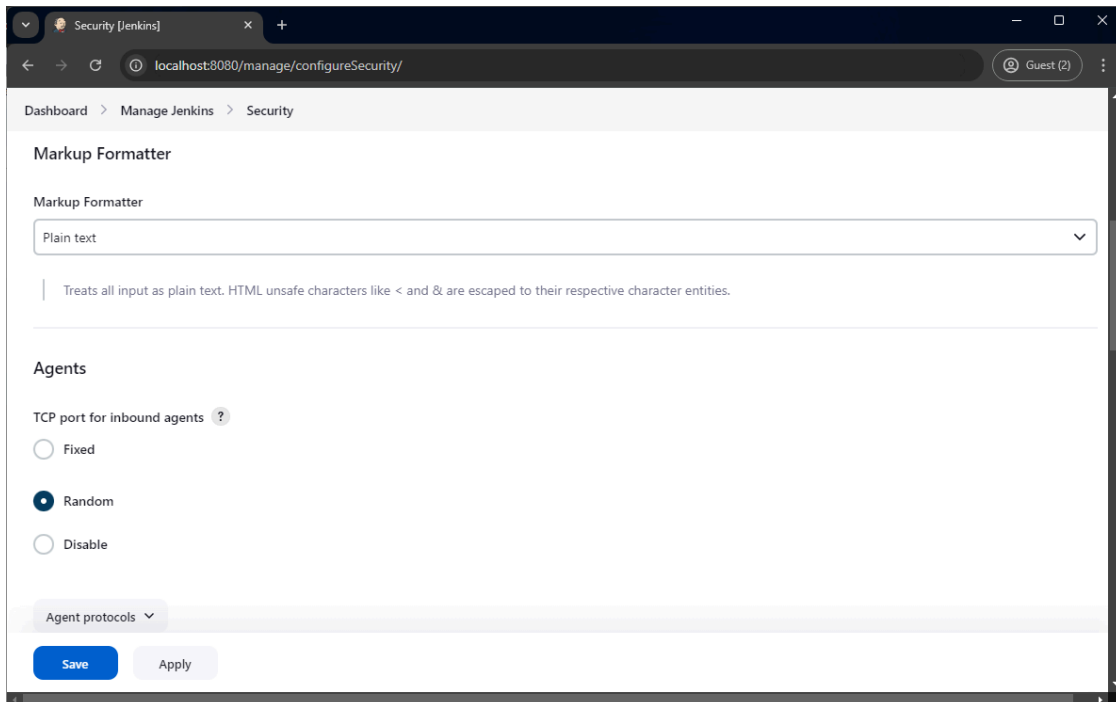 Security [Jenkins]
localhost:8080/manage/configureSecurity/
Guest (2)
Dashboard > Manage Jenkins > Security
Markup Formatter
Markup Formatter
Plain text
Treats all input as plain text. HTML unsafe characters like < and & are escaped to their respective character entities.
Agents
TCP port for inbound agents ?
Fixed
Random
Disable
Agent protocols
Save Apply